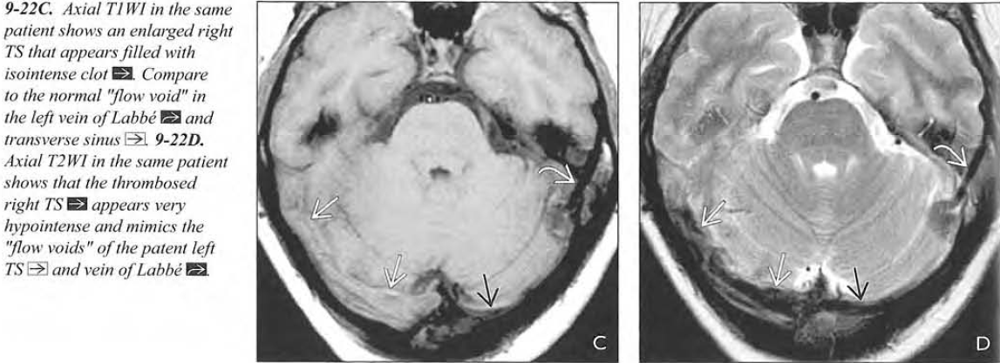 9-22C. Axial T1WI in the same
patient shows an enlarged right
TS that appears filled with
isointense clot. Compare
to the normal "flow void" in
the left vein of Labbé and
transverse sinus. 9-22D.
Axial T2WI in the same patient
shows that the thrombosed
right TS appears very
hypointense and mimics the
"flow voids" of the patent left
TS and vein of Labbé.
C
D